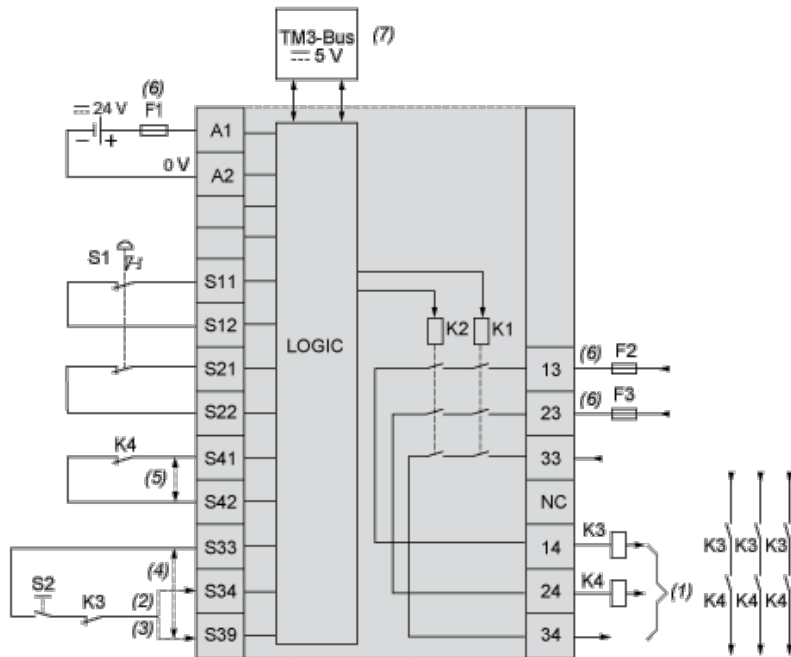 TM3-Bus
5 V
(7)
(6)
24 V F1
- +
0 V
A1
A2
S1
S11
S12
S21
S22
K4
S41
(5)
S42
S33
(4)
S2
K3
(2)
S34
(3)
S39
LOGIC
K2 K1
13
(6) F2
23
(6) F3
33
NC
14
K3
24
K4
34
(1)
K3 K3 K3
K4 K4 K4